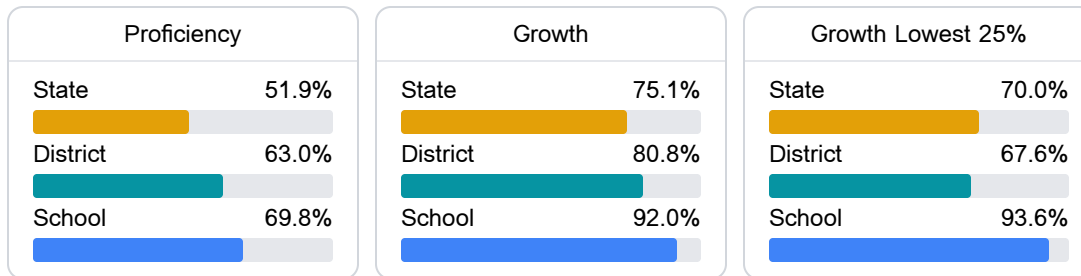 Proficiency
State 51.9%
District 63.0%
School 69.8%
Growth
State 75.1%
District 80.8%
School 92.0%
Growth Lowest 25%
State 70.0%
District 67.6%
School 93.6%